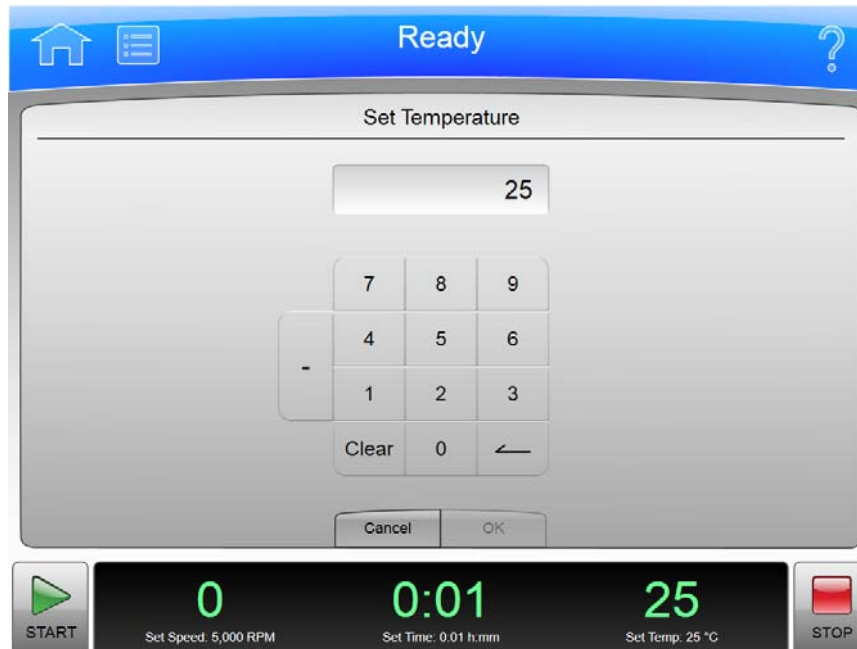 Ready
?
Set Temperature
25
7 8 9
4 5 6
-
1 2 3
Clear 0
Cancel OK
0 0:01 25
START Set Speed: 5,000 RPM Set Time: 0:01 h:mm Set Temp: 25 °C STOP